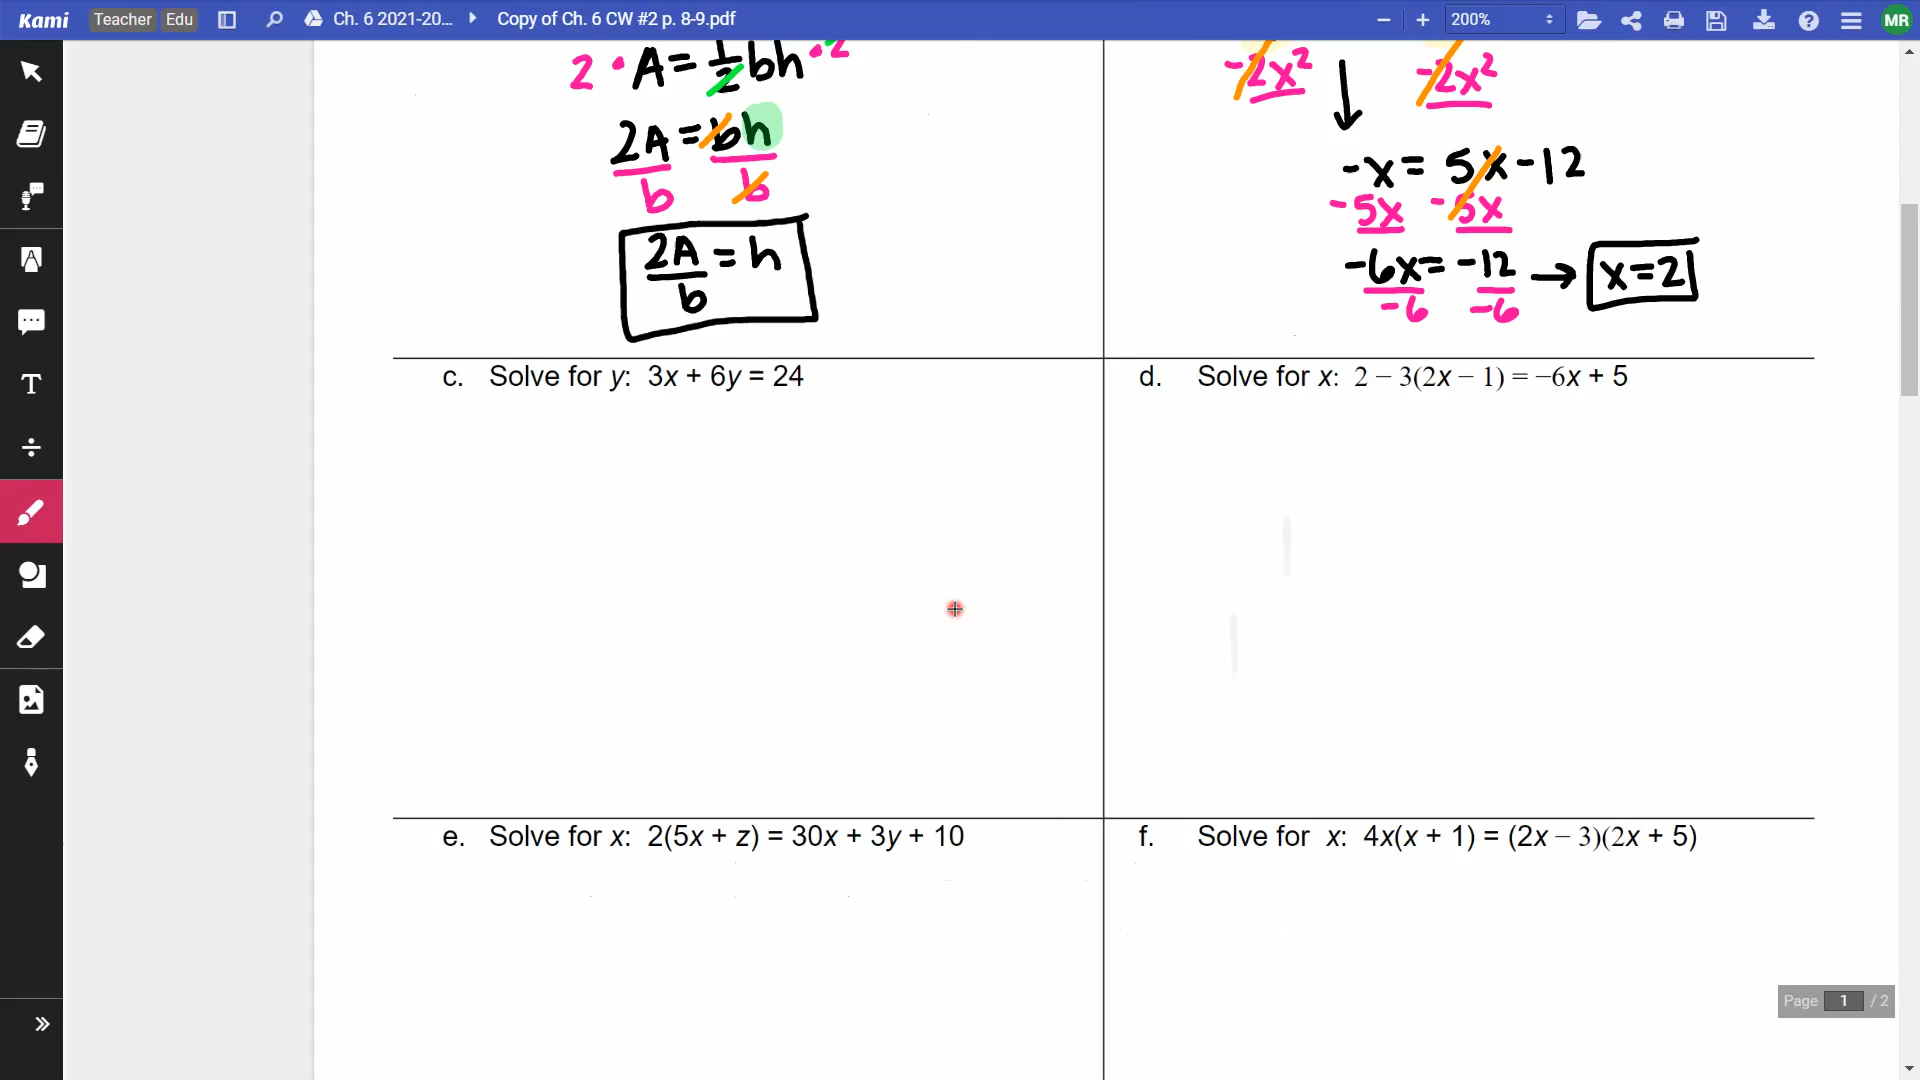 Kami Teacher Edu Ch. 6 2021-20... Copy of Ch. 6 CW #2 p. 8-9.pdf 200% MR
2 · A = 1/2 bh · 2
2A = bh
b b
2A/b = h
-2x² -2x²
-x = 5x - 12
-5x -5x
-6x = -12 → x = 2
-6 -6
c. Solve for y: 3x + 6y = 24
d. Solve for x: 2 − 3(2x − 1) = −6x + 5
e. Solve for x: 2(5x + z) = 30x + 3y + 10
f. Solve for x: 4x(x + 1) = (2x − 3)(2x + 5)
Page 1 / 2